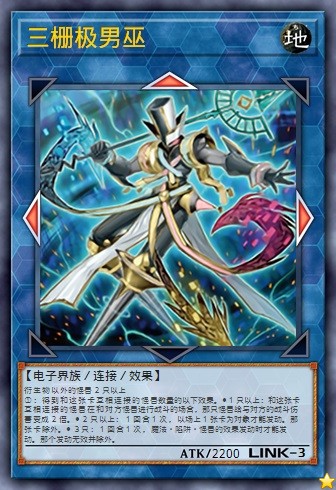 三栅极男巫
地
【电子界族／连接／效果】
衍生物以外的怪兽2只以上
①：得到和这张卡互相连接的怪兽数量的以下效果。●1只以上：和这张卡
互相连接的怪兽在和对方怪兽进行战斗的场合，那只怪兽给与对方的战斗伤
害变成2倍。●2只以上：1回合1次，以场上1张卡为对象才能发动。那
张卡除外。●3只：1回合1次，魔法·陷阱·怪兽的效果发动时才能发
动。那个发动无效并除外。
ATK/2200 LINK-3